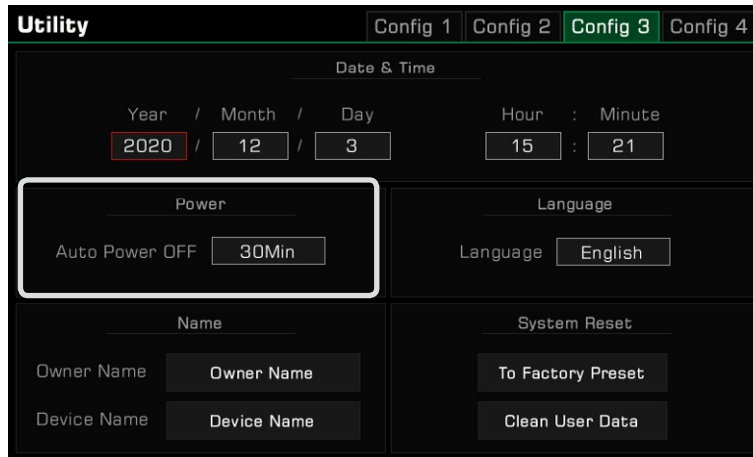 Utility Config 1 Config 2 Config 3 Config 4
Date & Time
Year / Month / Day Hour : Minute
2020 / 12 / 3 15 : 21
Power
Auto Power OFF 30Min
Language
Language English
Name
Owner Name Owner Name
Device Name Device Name
System Reset
To Factory Preset
Clean User Data